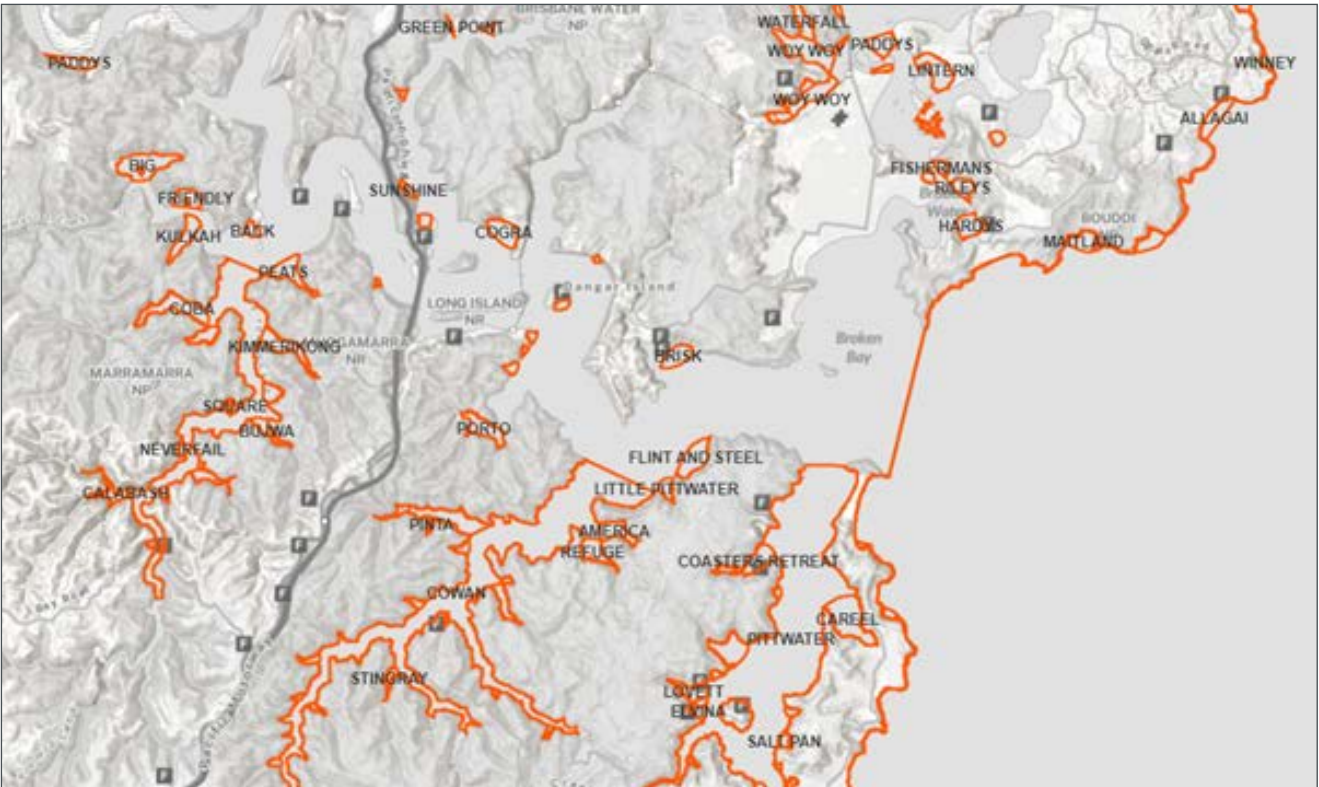 BRISBANE WATER
NP
GREEN POINT
WATERFALL
WOY WOY
PADDYS
PADDYS
LINTERN
WINNEY
WOY WOY
ALLAGAI
BIG
FRIENDLY
SUNSHINE
FISHERMANS
RILEYS
KULKAH
BACK
COGRA
HARDYS
BOUDDI
MAITLAND
PEATS
Dangar Island
COBA
LONG ISLAND
NR
KIMMERIKONG
NR
BRISK
Broken
Bay
MARRAMARRA
NP
SQUARE
BUJWA
PORTO
NEVERFAIL
FLINT AND STEEL
CALABASH
LITTLE PITTWATER
PINTA
AMERICA
REFUGE
COASTERS RETREAT
COWAN
CAREEL
PITTWATER
STINGRAY
LOVETT
ELVINA
SALT PAN
Pacific Motorway